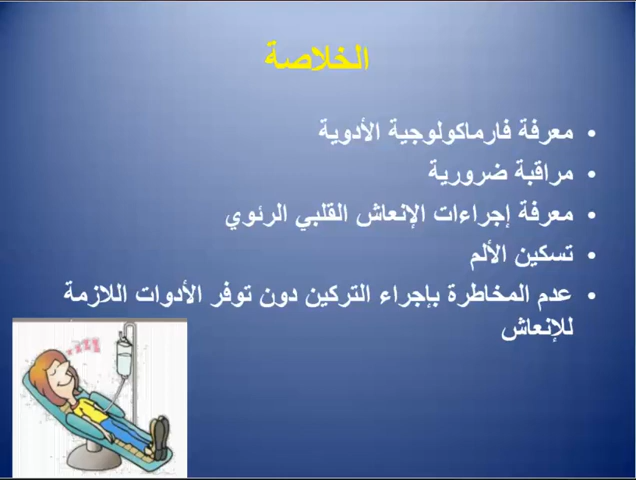 الخلاصة
• معرفة فارماكولوجية الأدوية
• مراقبة ضرورية
• معرفة إجراءات الإنعاش القلبي الرئوي
• تسكين الألم
• عدم المخاطرة بإجراء التركين دون توفر الأدوات اللازمة
للإنعاش
zzz